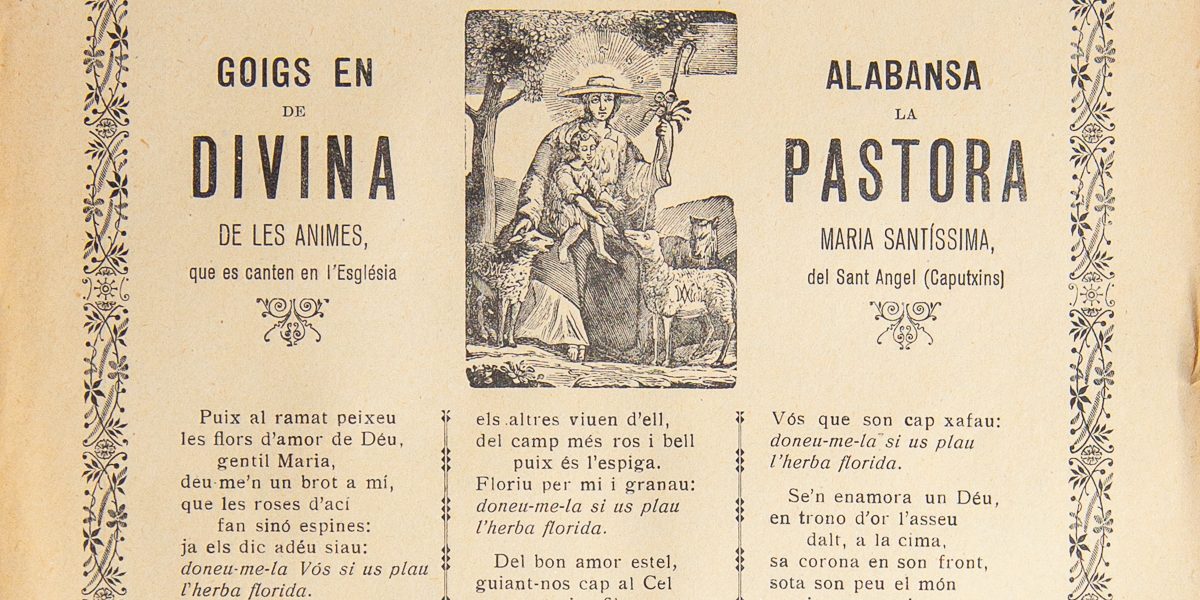 GOIGS EN ALABANSA
DE LA
DIVINA PASTORA
DE LES ANIMES, MARIA SANTÍSSIMA,
que es canten en l'Església del Sant Angel (Caputxins)
Puix al ramat peixeu
les flors d'amor de Déu,
gentil Maria,
deu-me'n un brot a mí,
que les roses d'ací
fan sinó espines:
ja els dic adéu siau:
doneu-me-la Vós si us plau
l'herba florida.
els altres viuen d'ell,
del camp més ros i bell
puix és l'espiga.
Floriu per mi i granau:
doneu-me-la si us plau
l'herba florida.
Del bon amor estel,
guiant-nos cap al Cel
Vós que son cap xafau:
doneu-me-la si us plau
l'herba florida.
Se'n enamora un Déu,
en trono d'or l'asseu
dalt, a la cima,
sa corona en son front,
sota son peu el món